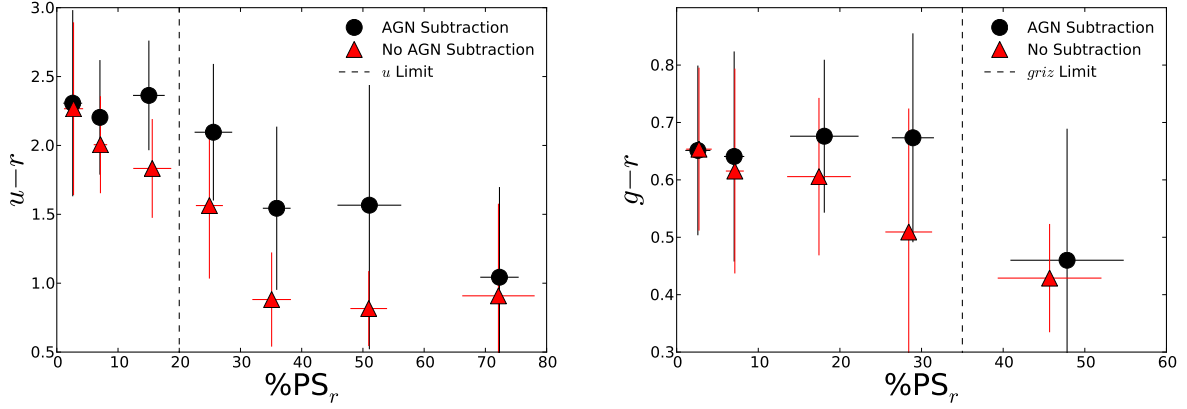 3.0
2.5
2.0
1.5
1.0
0.5
u−r
0 10 20 30 40 50 60 70 80
%PSr
AGN Subtraction
No AGN Subtraction
u Limit
0.8
0.7
0.6
0.5
0.4
0.3
g−r
0 10 20 30 40 50 60
%PSr
AGN Subtraction
No Subtraction
griz Limit